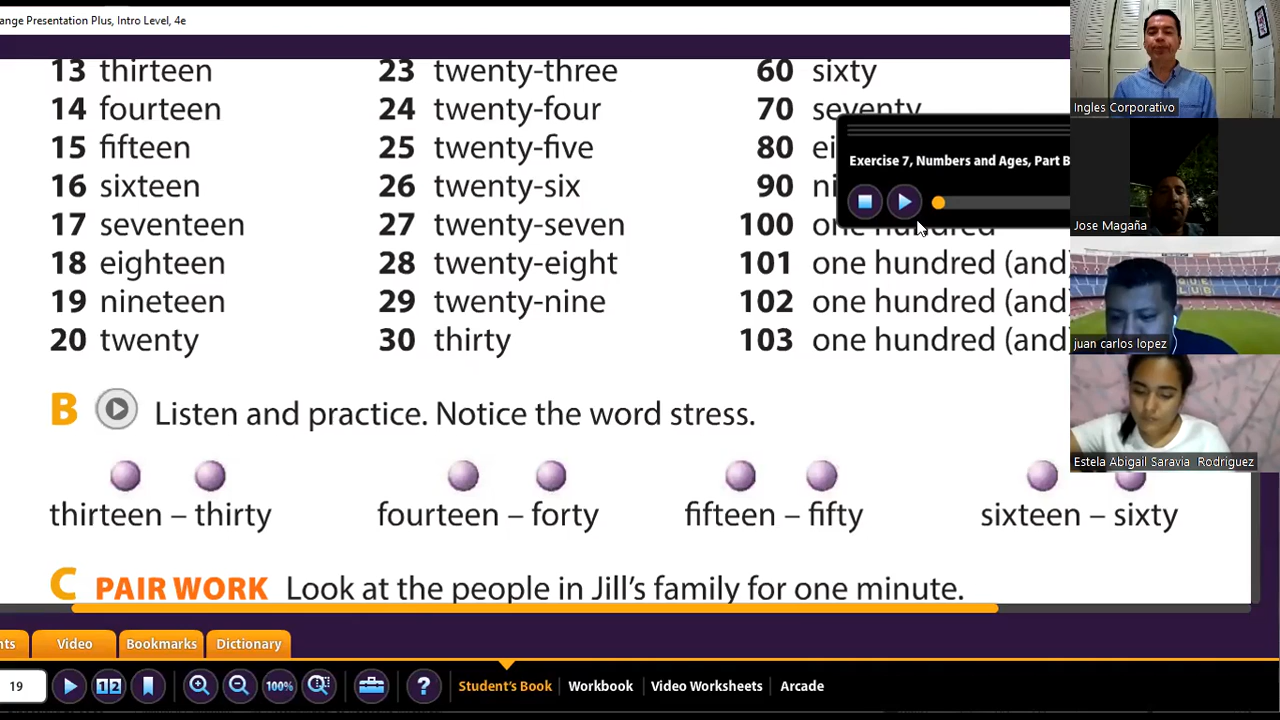 ange Presentation Plus, Intro Level, 4e
13 thirteen 23 twenty-three 60 sixty
14 fourteen 24 twenty-four 70 seventy
15 fifteen 25 twenty-five 80
16 sixteen 26 twenty-six 90
17 seventeen 27 twenty-seven 100 one hundred
18 eighteen 28 twenty-eight 101 one hundred (and)
19 nineteen 29 twenty-nine 102 one hundred (and)
20 twenty 30 thirty 103 one hundred (and)
Exercise 7, Numbers and Ages, Part B
B Listen and practice. Notice the word stress.
thirteen – thirty fourteen – forty fifteen – fifty sixteen – sixty
C PAIR WORK Look at the people in Jill's family for one minute.
nts Video Bookmarks Dictionary
19 1 2 100% ? Student's Book Workbook Video Worksheets Arcade
Ingles Corporativo
Jose Magaña
juan carlos lopez
Estela Abigail Saravia Rodriguez